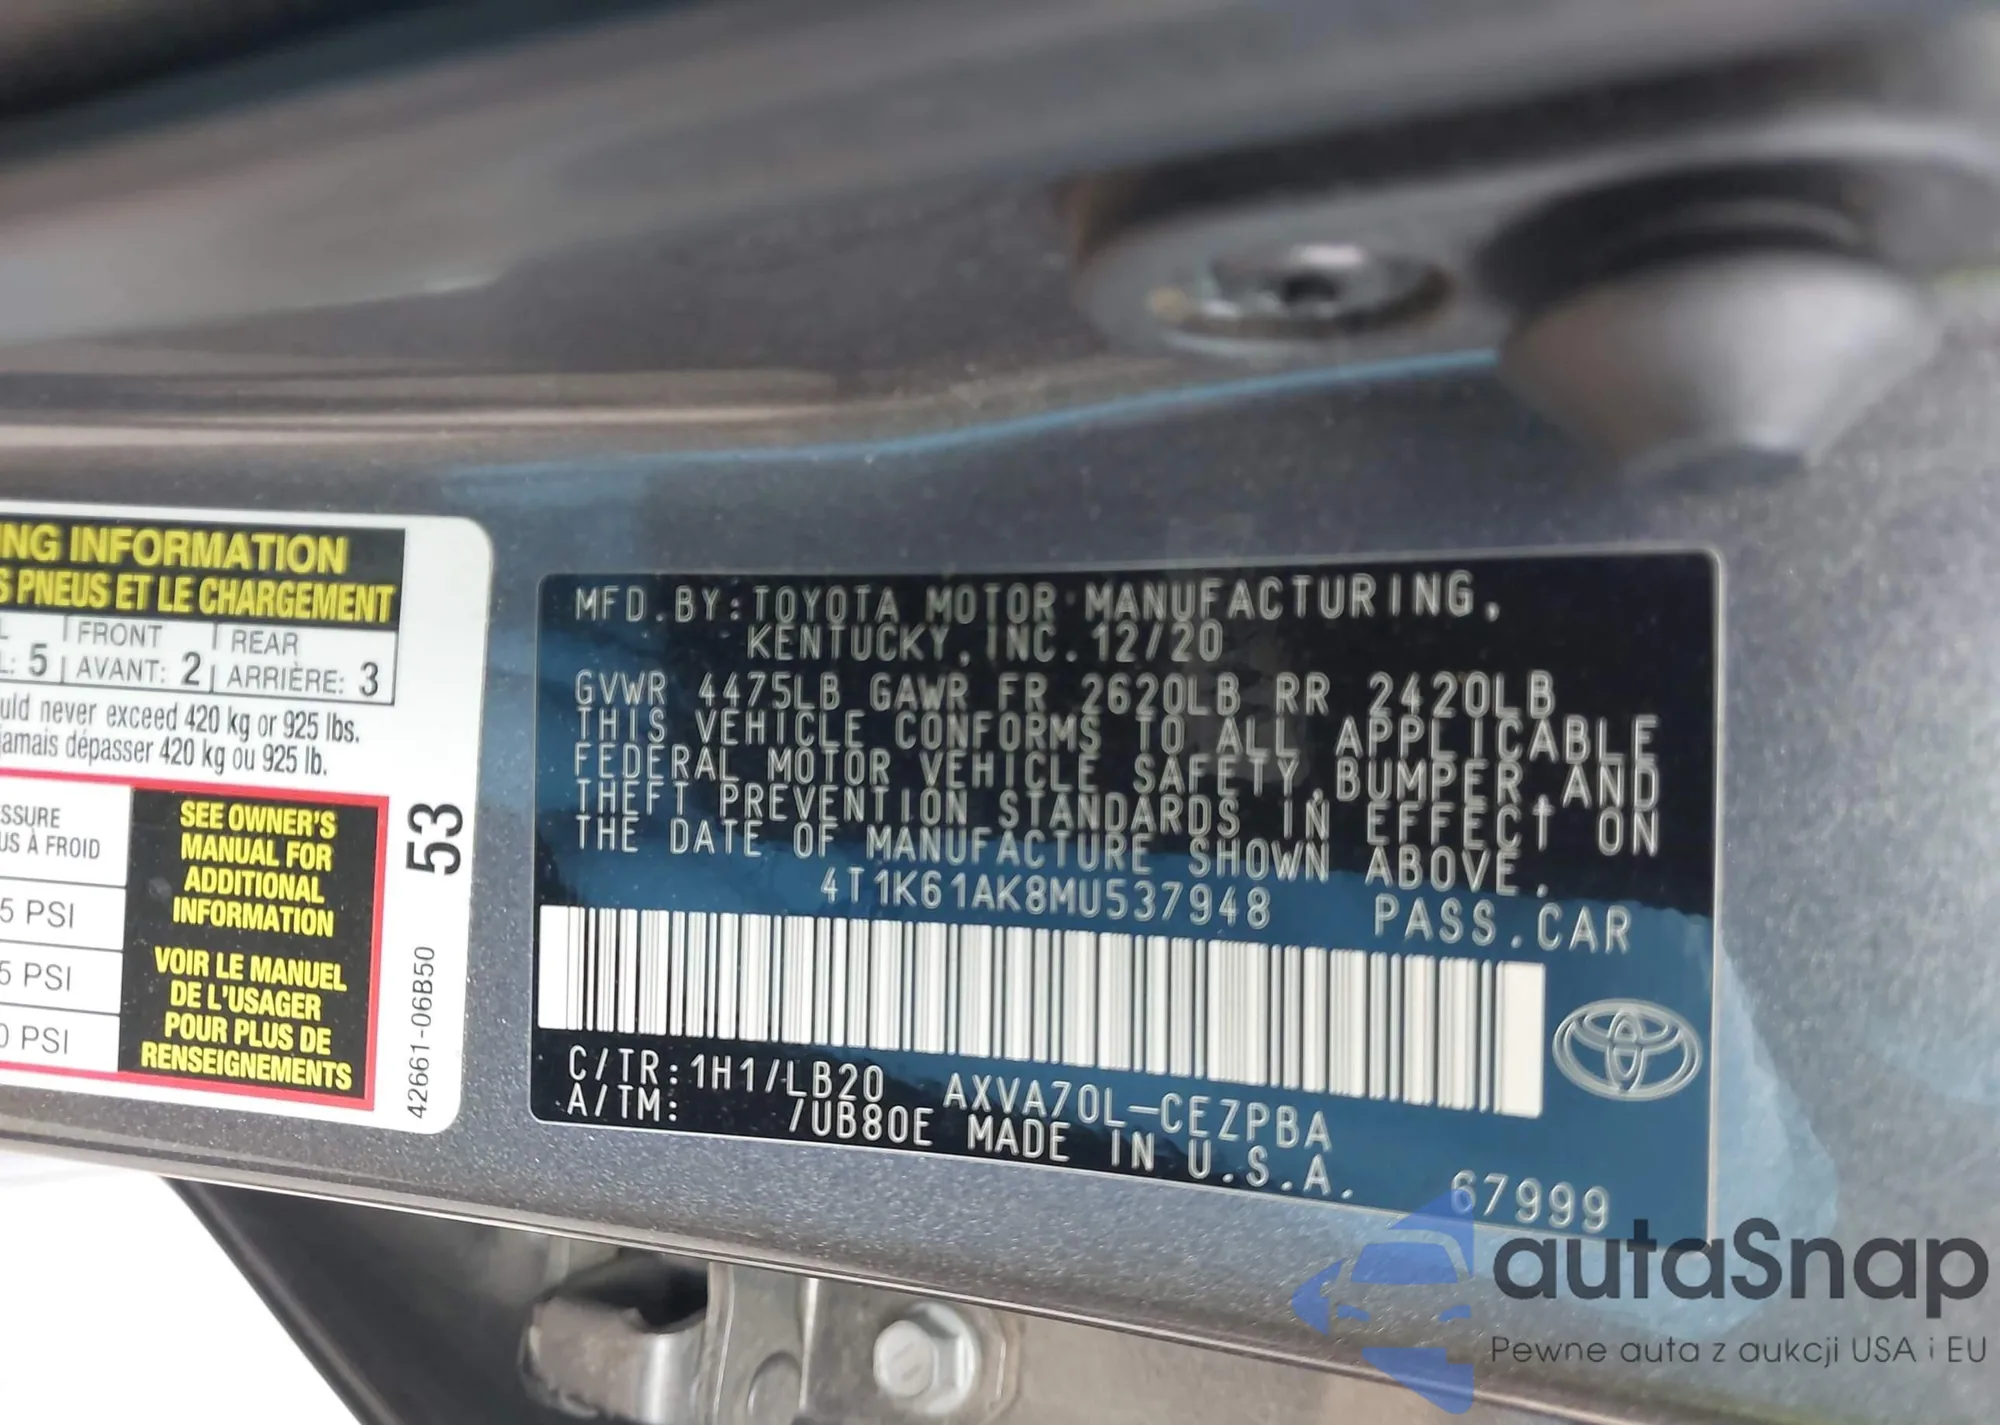 ING INFORMATION
S PNEUS ET LE CHARGEMENT
L FRONT REAR
L: 5 AVANT: 2 ARRIÈRE: 3
uld never exceed 420 kg or 925 lbs.
jamais dépasser 420 kg ou 925 lb.
SSURE
US À FROID
5 PSI
5 PSI
0 PSI
SEE OWNER'S
MANUAL FOR
ADDITIONAL
INFORMATION
VOIR LE MANUEL
DE L'USAGER
POUR PLUS DE
RENSEIGNEMENTS
53
42661-06B50
MFD.BY:TOYOTA MOTOR MANUFACTURING,
KENTUCKY,INC.12/20
GVWR 4475LB GAWR FR 2620LB RR 2420LB
THIS VEHICLE CONFORMS TO ALL APPLICABLE
FEDERAL MOTOR VEHICLE SAFETY,BUMPER,AND
THEFT PREVENTION STANDARDS IN EFFECT ON
THE DATE OF MANUFACTURE SHOWN ABOVE.
4T1K61AK8MU537948 PASS.CAR
C/TR:1H1/LB20 AXVA70L-CEZPBA
A/TM: /UB80E MADE IN U.S.A.
67999
autaSnap
Pewne auta z aukcji USA i EU